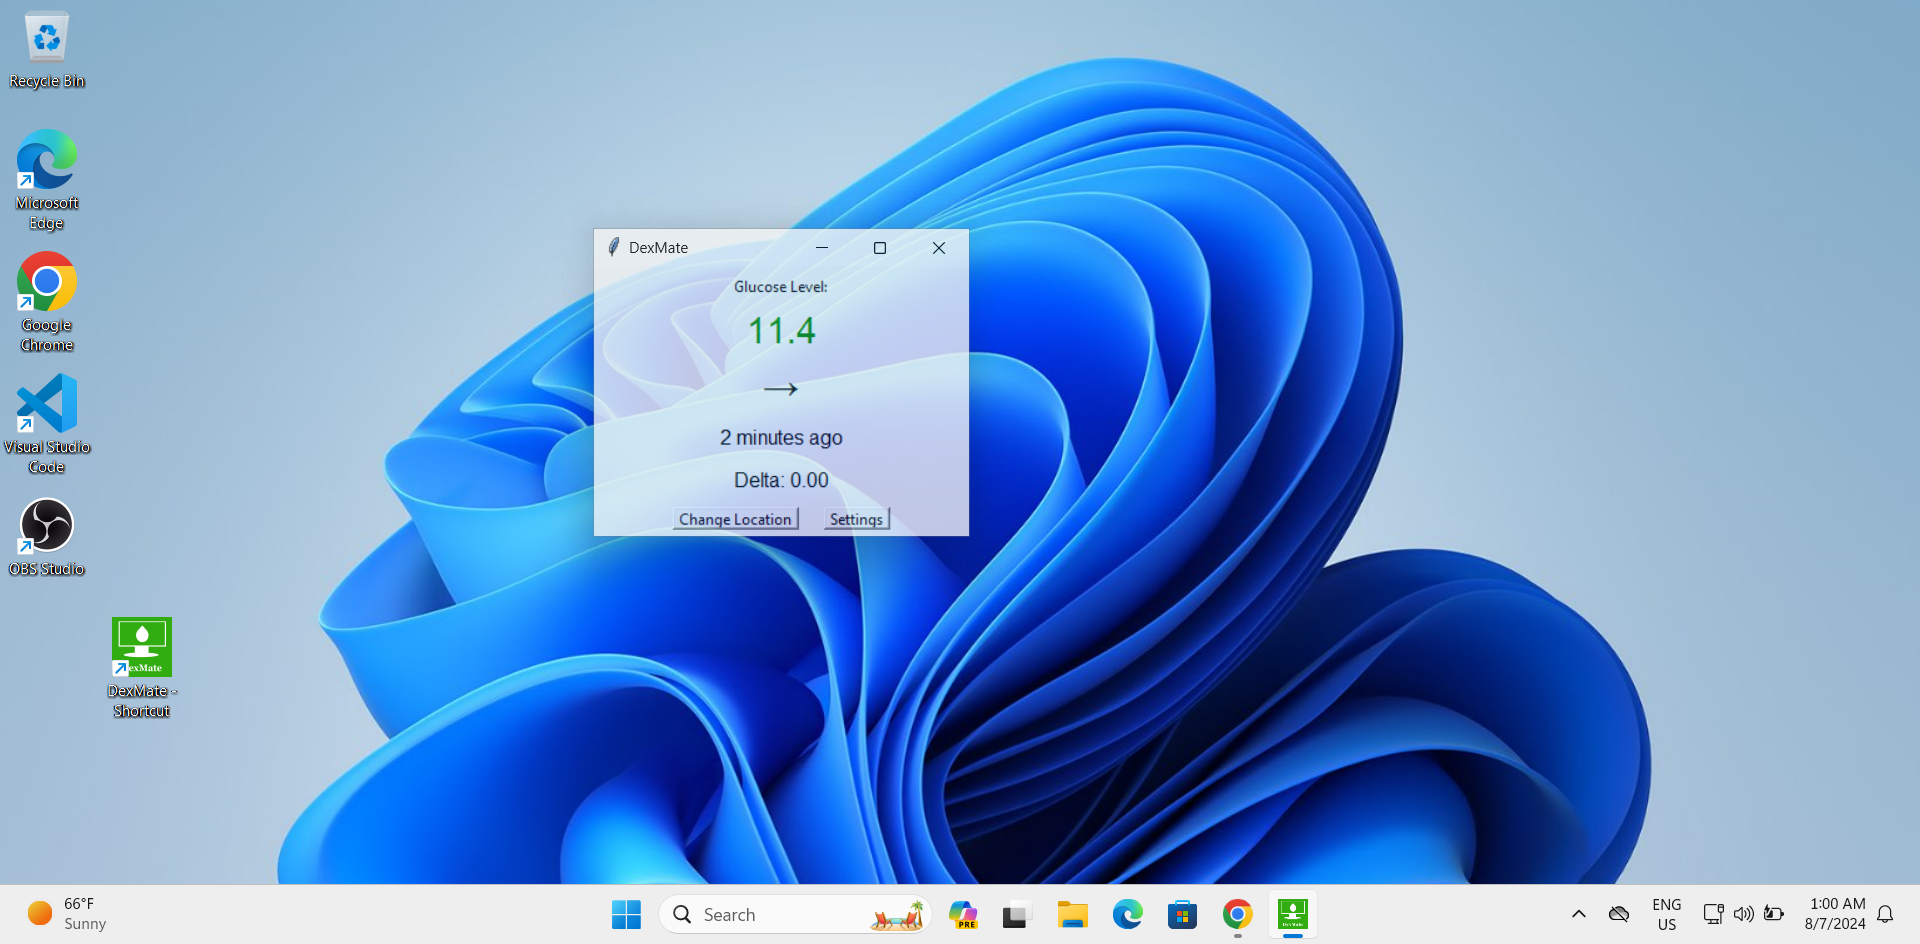 Recycle Bin
Microsoft
Edge
Google
Chrome
Visual Studio
Code
OBS Studio
exMate
DexMate -
Shortcut
DexMate
Glucose Level:
11.4
→
2 minutes ago
Delta: 0.00
Change Location
Settings
66°F
Sunny
Search
PRE
DexMate
ENG
US
1:00 AM
8/7/2024